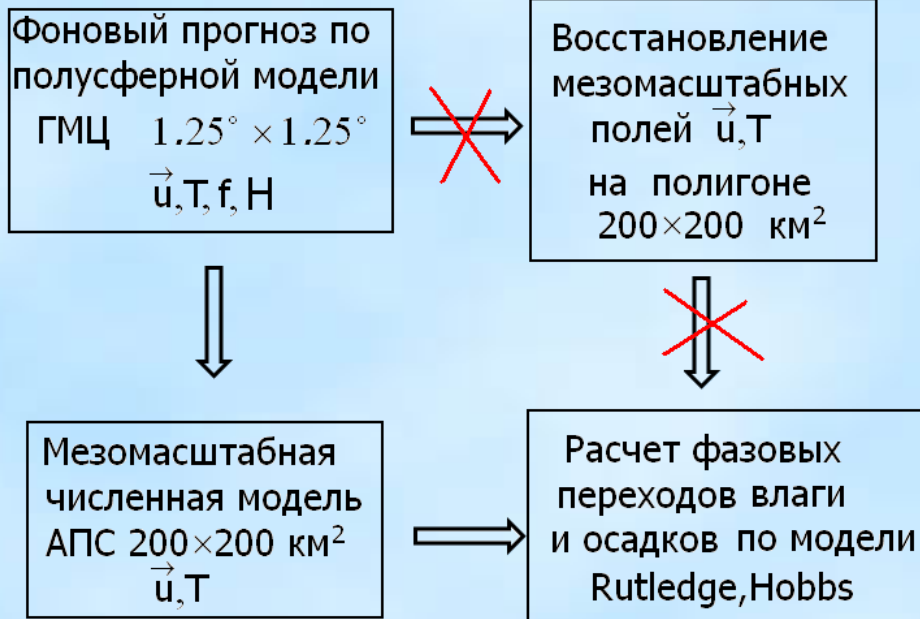 Фоновый прогноз по
полусферной модели
ГМЦ 1.25° × 1.25°
u⃗,T, f, H
Восстановление
мезомасштабных
полей u⃗,T
на полигоне
200×200 км²
Мезомасштабная
численная модель
АПС 200×200 км²
u⃗,T
Расчет фазовых
переходов влаги
и осадков по модели
Rutledge,Hobbs